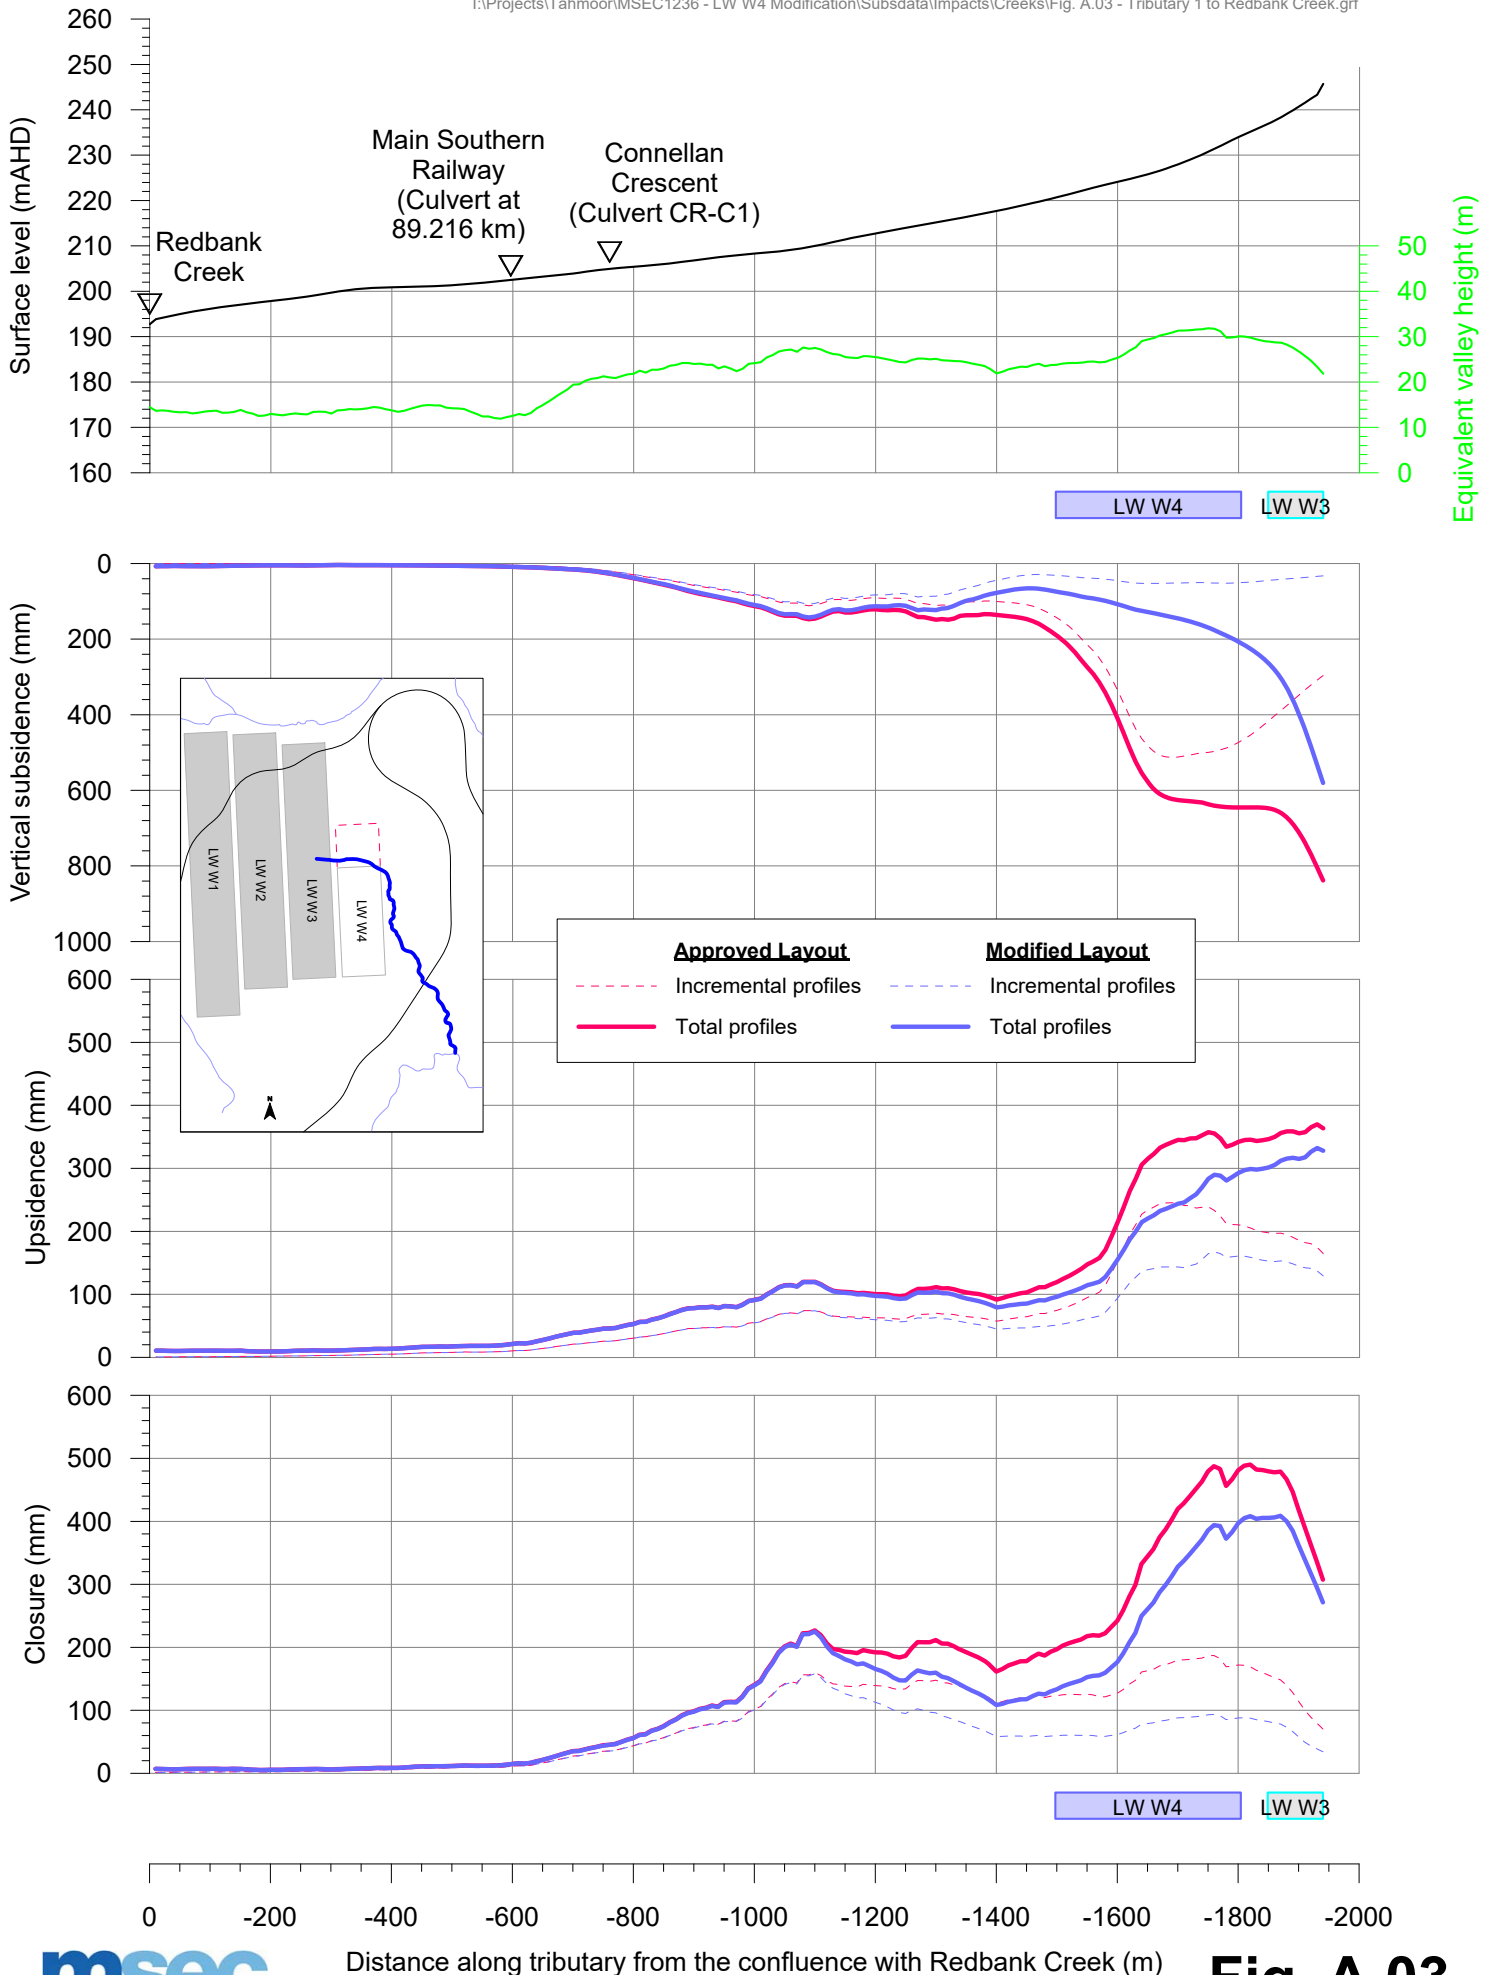 I:\Projects\Tahmoor\MSEC1236 - LW W4 Modification\Subsdata\Impacts\Creeks\Fig. A.03 - Tributary 1 to Redbank Creek.grf
260
250
240
230
220
210
200
190
180
170
160
Surface level (mAHD)
Redbank
Creek
Main Southern
Railway
(Culvert at
89.216 km)
Connellan
Crescent
(Culvert CR-C1)
50
40
30
20
10
0
Equivalent valley height (m)
LW W4
LW W3
0
200
400
600
800
1000
Vertical subsidence (mm)
LW W1
LW W2
LW W3
LW W4
N
Approved Layout
Modified Layout
Incremental profiles
Incremental profiles
Total profiles
Total profiles
600
500
400
300
200
100
0
Upsidence (mm)
600
500
400
300
200
100
0
Closure (mm)
LW W4
LW W3
0
-200
-400
-600
-800
-1000
-1200
-1400
-1600
-1800
-2000
Distance along tributary from the confluence with Redbank Creek (m)
msec
Fig. A.03